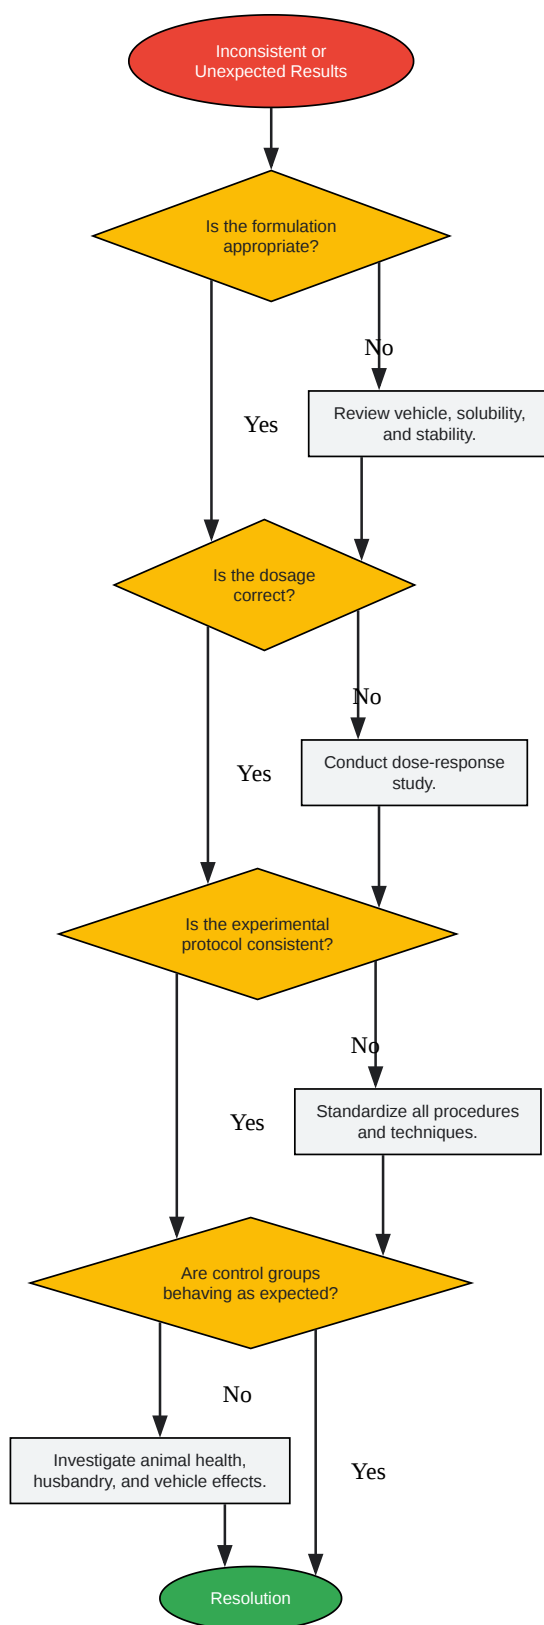 Inconsistent or
Unexpected Results
Is the formulation
appropriate?
No
Review vehicle, solubility,
and stability.
Yes
Is the dosage
correct?
No
Conduct dose-response
study.
Yes
Is the experimental
protocol consistent?
No
Standardize all procedures
and techniques.
Yes
Are control groups
behaving as expected?
No
Investigate animal health,
husbandry, and vehicle effects.
Yes
Resolution